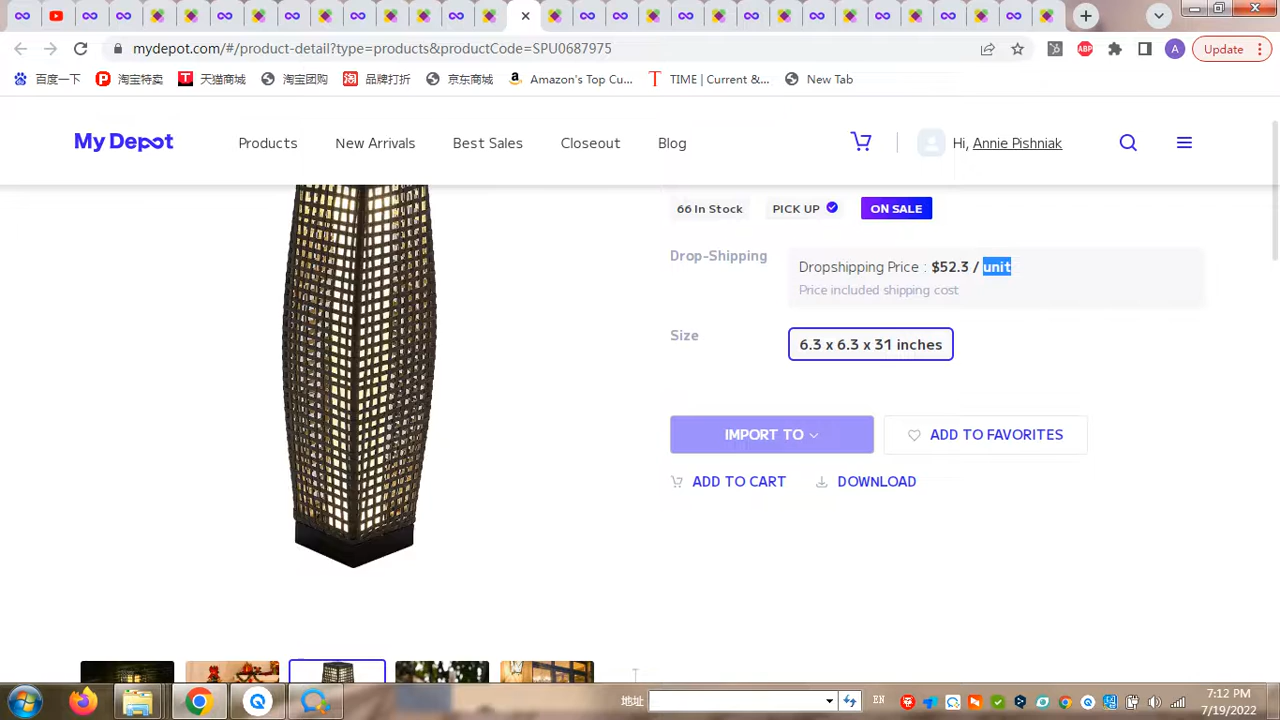 mydepot.com/#/product-detail?type=products&productCode=SPU0687975
Update
百度一下
淘宝特卖
天猫商城
淘宝团购
品牌打折
京东商城
Amazon's Top Cu...
TIME | Current &...
New Tab
My Depot
Products
New Arrivals
Best Sales
Closeout
Blog
Hi, Annie Pishniak
66 In Stock
PICK UP
ON SALE
Drop-Shipping
Dropshipping Price : $52.3 / unit
Price included shipping cost
Size
6.3 x 6.3 x 31 inches
IMPORT TO
ADD TO FAVORITES
ADD TO CART
DOWNLOAD
地址
EN
7:12 PM
7/19/2022